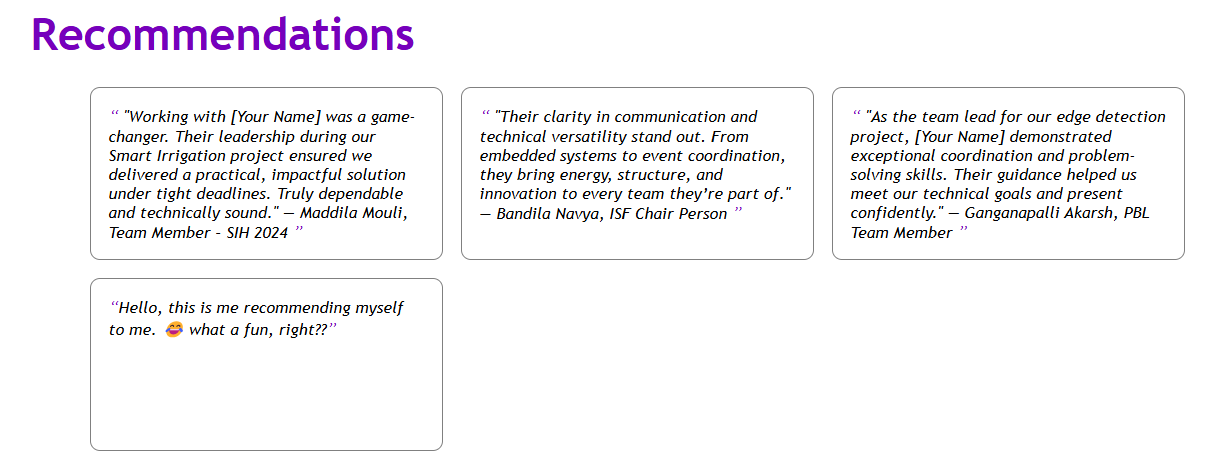 Recommendations
“ "Working with [Your Name] was a game-
changer. Their leadership during our
Smart Irrigation project ensured we
delivered a practical, impactful solution
under tight deadlines. Truly dependable
and technically sound." — Maddila Mouli,
Team Member – SIH 2024 ”
“ "Their clarity in communication and
technical versatility stand out. From
embedded systems to event coordination,
they bring energy, structure, and
innovation to every team they’re part of."
— Bandila Navya, ISF Chair Person ”
“ "As the team lead for our edge detection
project, [Your Name] demonstrated
exceptional coordination and problem-
solving skills. Their guidance helped us
meet our technical goals and present
confidently." — Ganganapalli Akarsh, PBL
Team Member ”
“Hello, this is me recommending myself
to me. 😂 what a fun, right??”